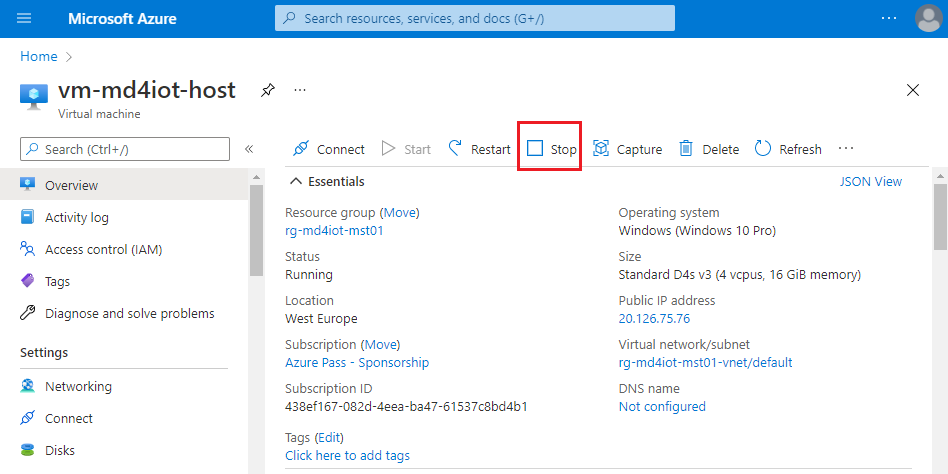 Microsoft Azure
Search resources, services, and docs (G+/)
...
Home >
vm-md4iot-host
...
Virtual machine
Search (Ctrl+/)
«
Connect
Start
Restart
Stop
Capture
Delete
Refresh
...
Overview
Activity log
Access control (IAM)
Tags
Diagnose and solve problems
Settings
Networking
Connect
Disks
Essentials
JSON View
Resource group (Move)
rg-md4iot-mst01
Status
Running
Location
West Europe
Subscription (Move)
Azure Pass - Sponsorship
Subscription ID
438ef167-082d-4eea-ba47-61537c8bd4b1
Operating system
Windows (Windows 10 Pro)
Size
Standard D4s v3 (4 vcpus, 16 GiB memory)
Public IP address
20.126.75.76
Virtual network/subnet
rg-md4iot-mst01-vnet/default
DNS name
Not configured
Tags (Edit)
Click here to add tags